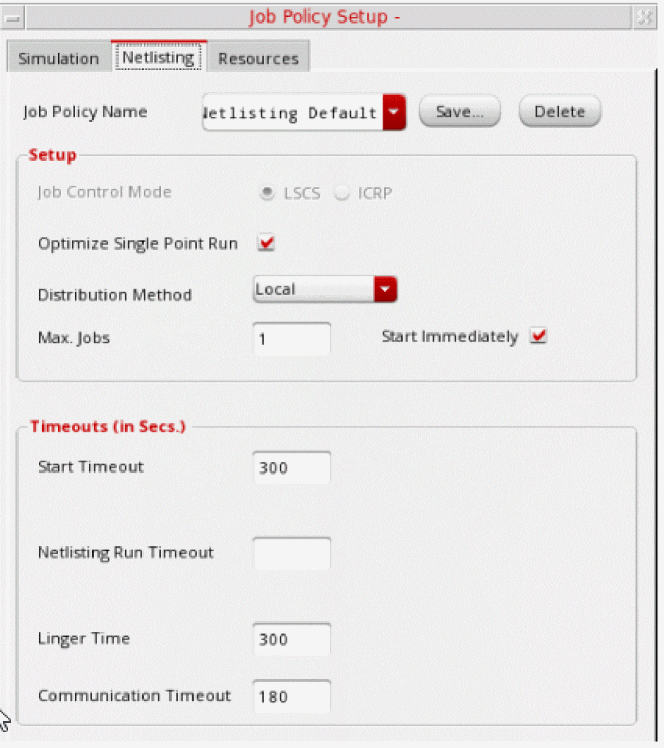 Job Policy Setup -
Simulation Netlisting Resources
Job Policy Name Netlisting Default Save... Delete
Setup
Job Control Mode LSCS ICRP
Optimize Single Point Run
Distribution Method Local
Max. Jobs 1 Start Immediately
Timeouts (in Secs.)
Start Timeout 300
Netlisting Run Timeout
Linger Time 300
Communication Timeout 180